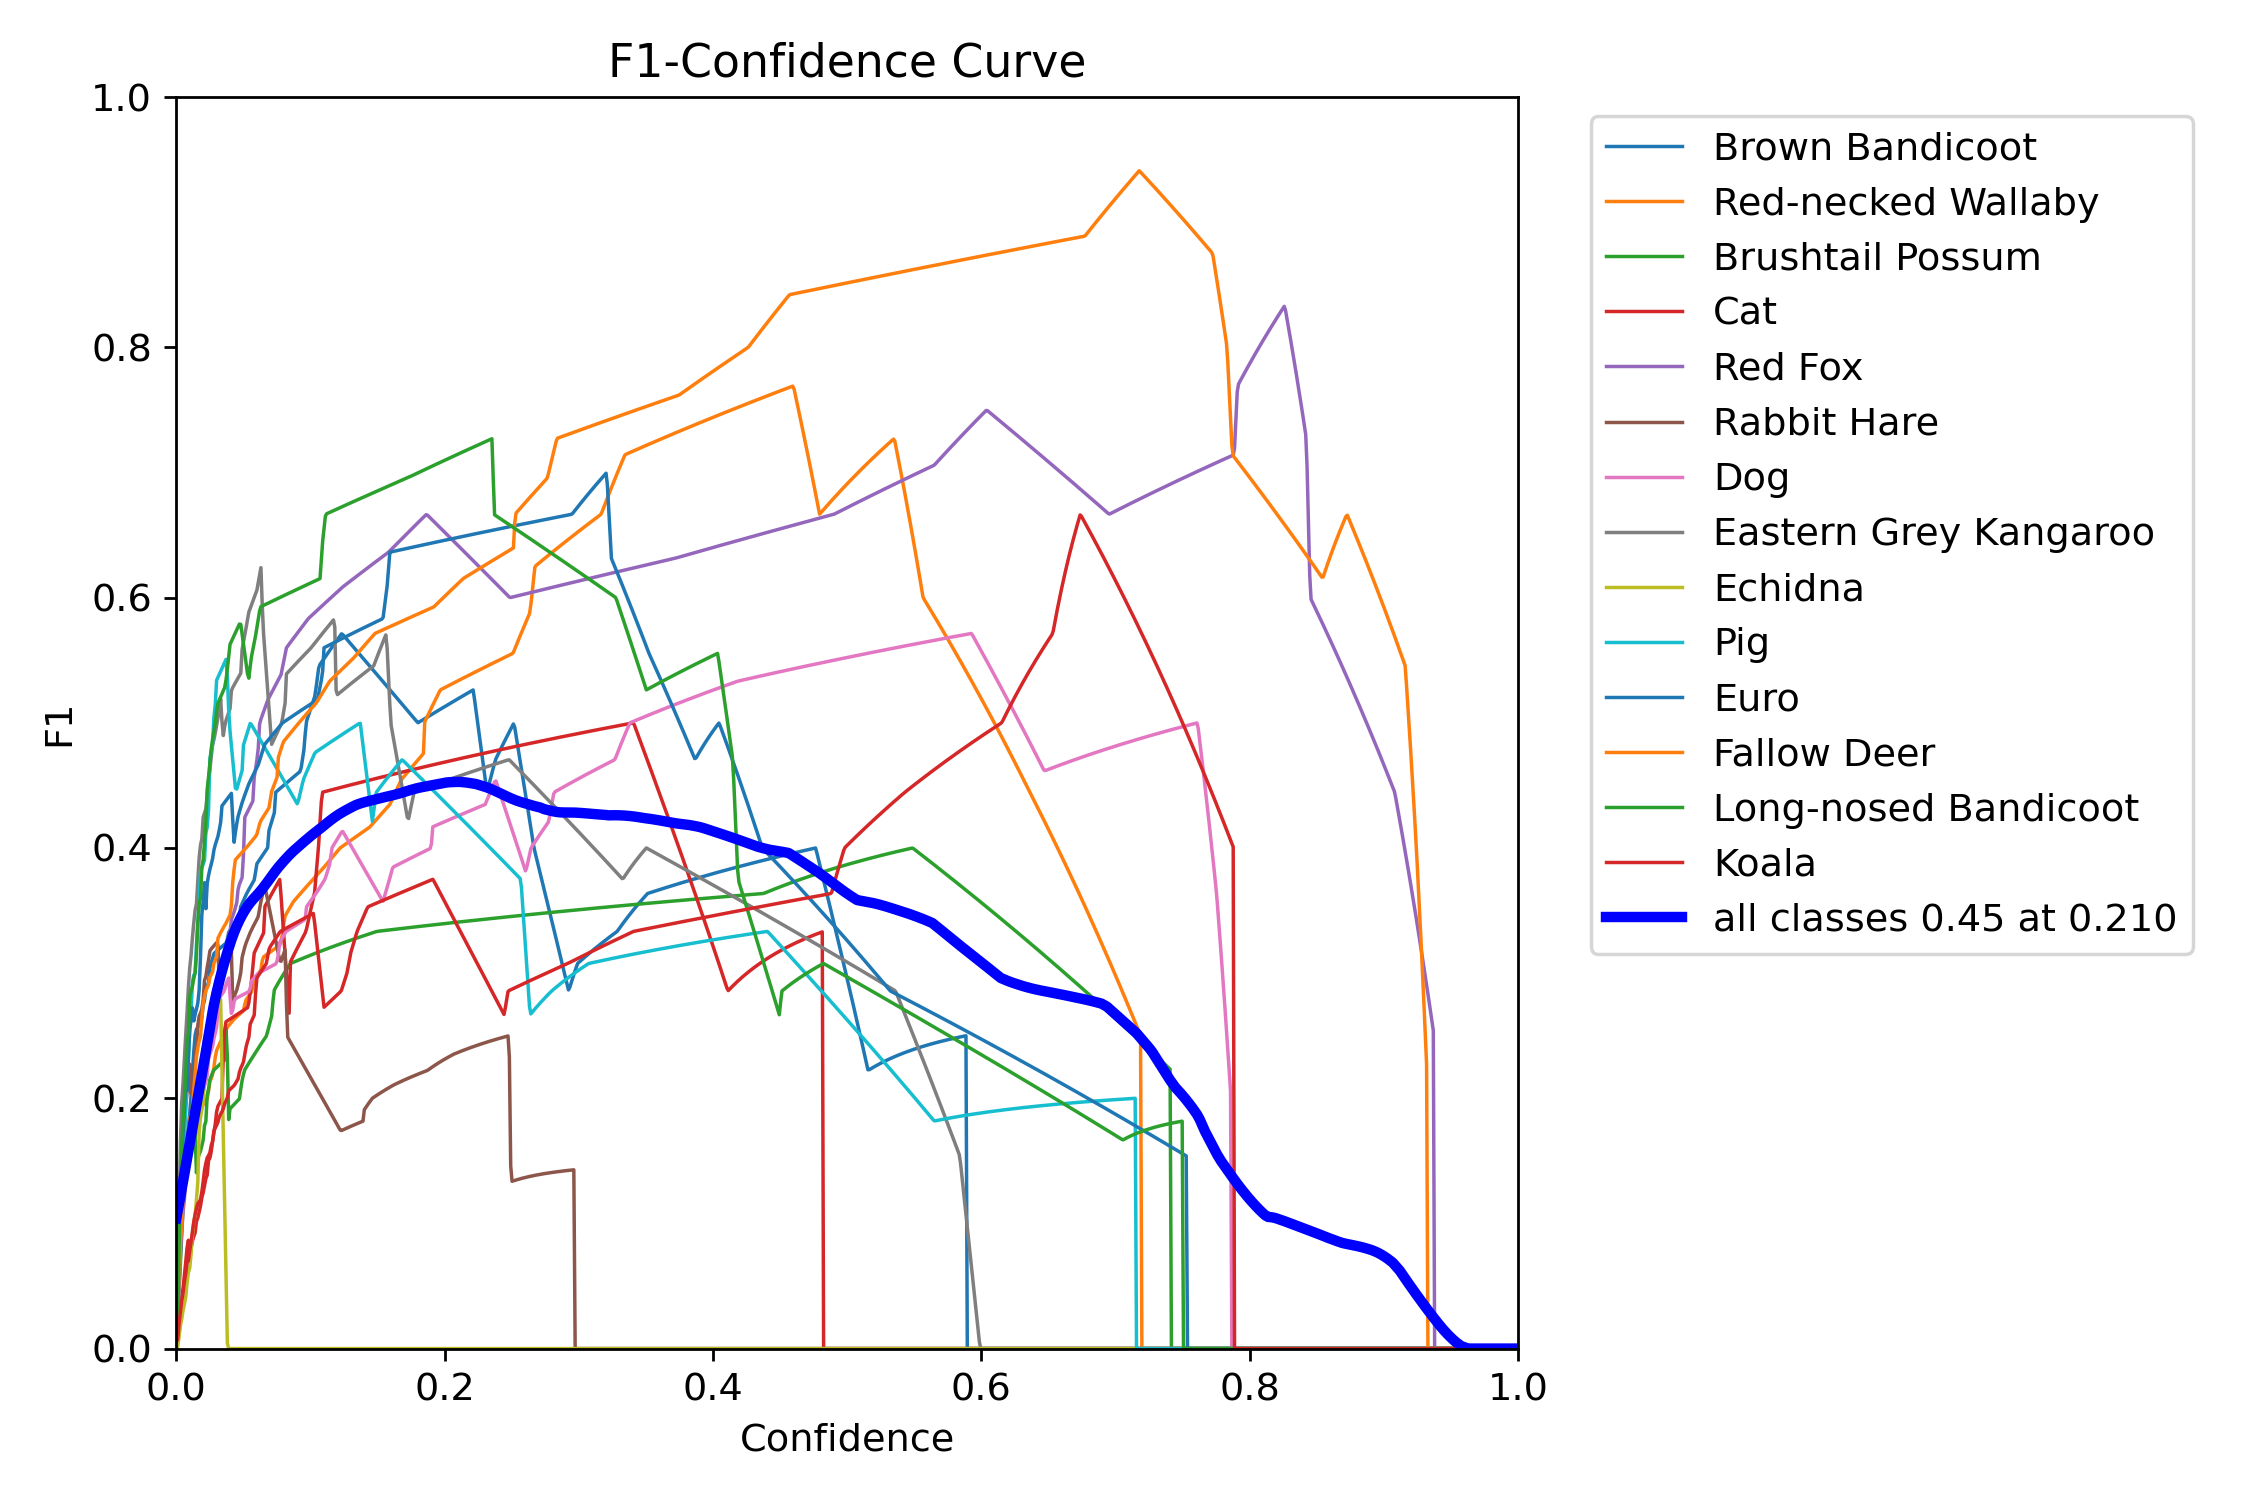 F1-Confidence Curve
1.0
0.8
0.6
0.4
0.2
0.0
F1
0.0 0.2 0.4 0.6 0.8 1.0
Confidence
Brown Bandicoot
Red-necked Wallaby
Brushtail Possum
Cat
Red Fox
Rabbit Hare
Dog
Eastern Grey Kangaroo
Echidna
Pig
Euro
Fallow Deer
Long-nosed Bandicoot
Koala
all classes 0.45 at 0.210